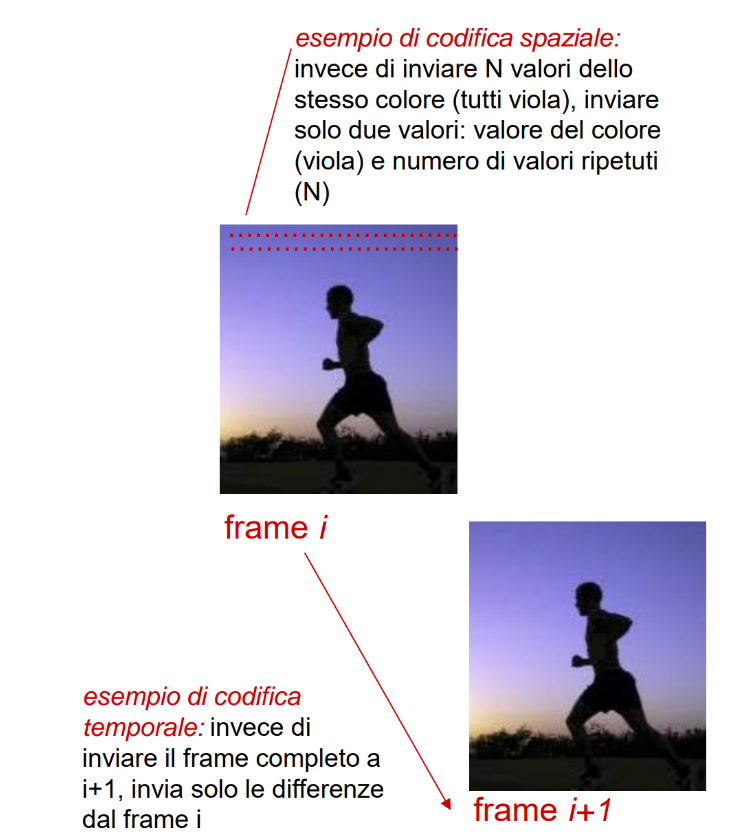 esempio di codifica spaziale:
invece di inviare N valori dello
stesso colore (tutti viola), inviare
solo due valori: valore del colore
(viola) e numero di valori ripetuti
(N)
frame i
esempio di codifica
temporale: invece di
inviare il frame completo a
i+1, invia solo le differenze
dal frame i
frame i+1